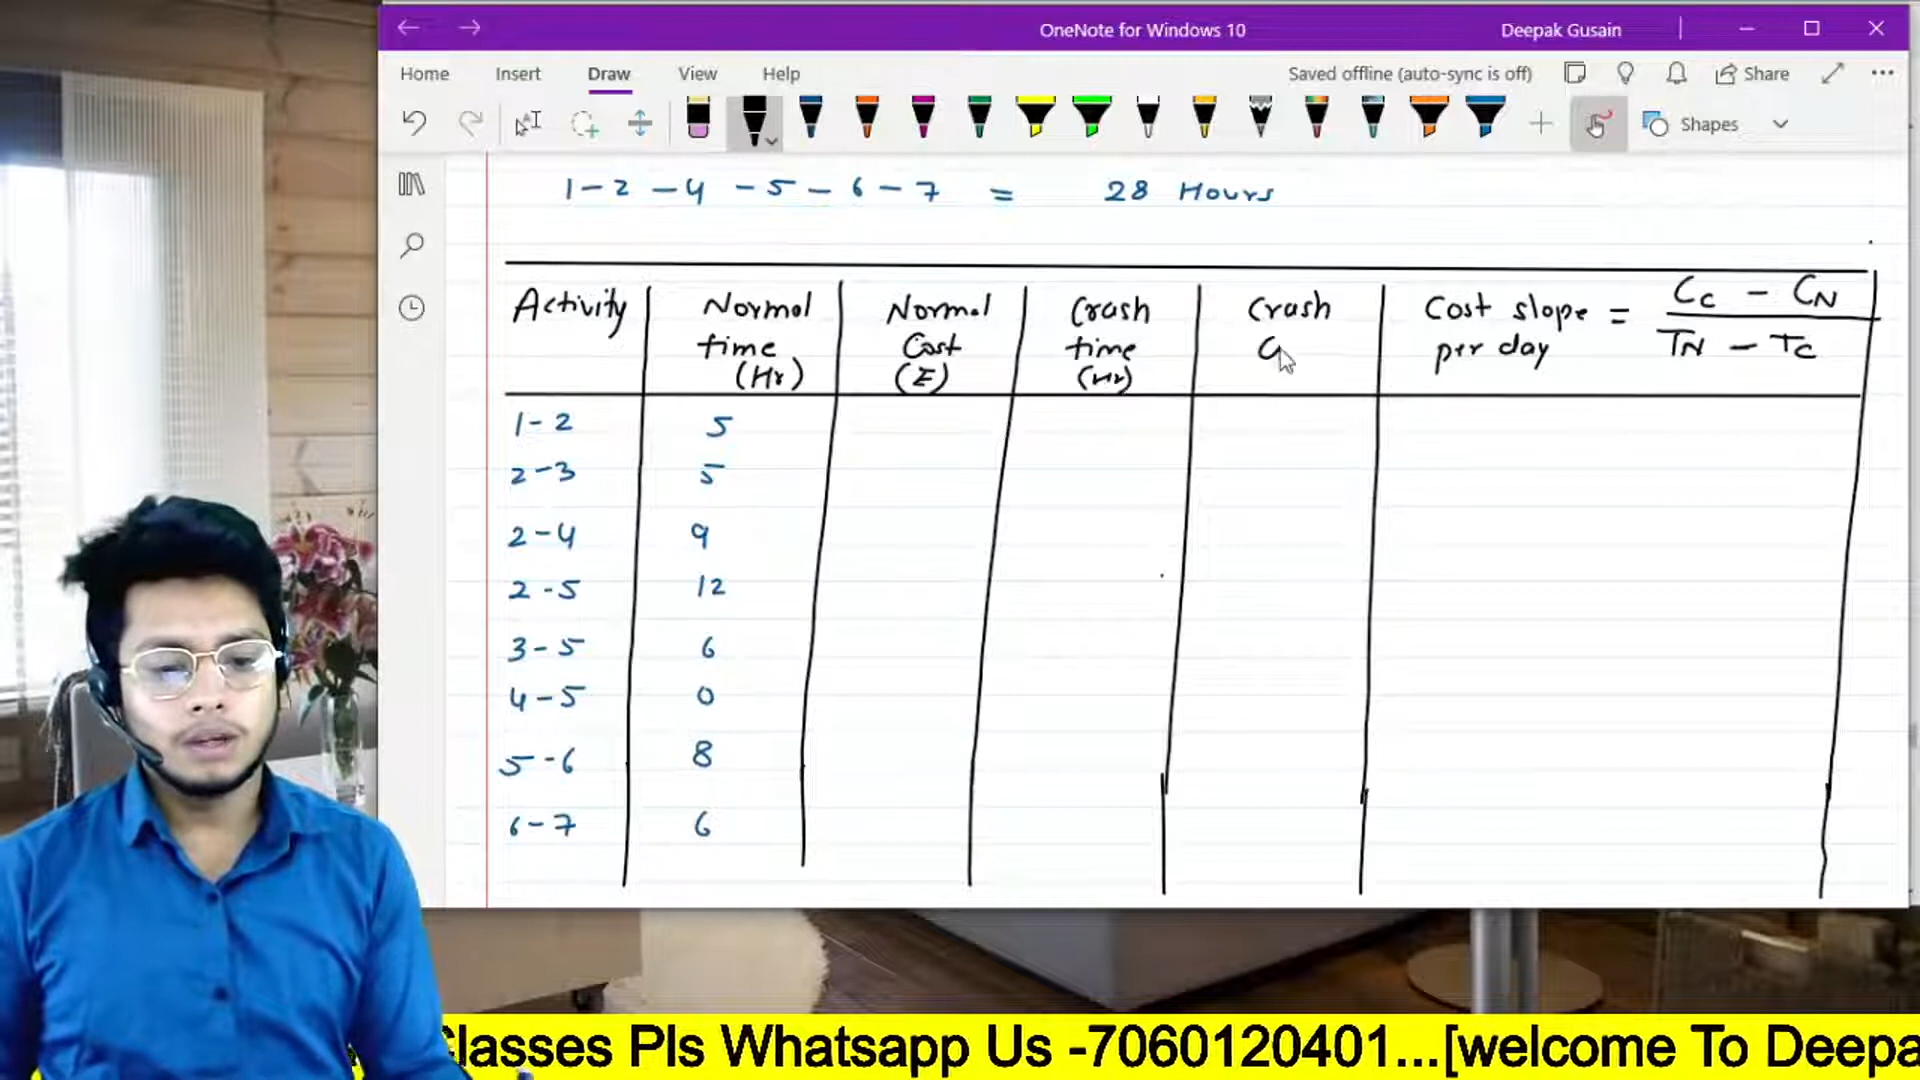 OneNote for Windows 10
Deepak Gusain
Home Insert Draw View Help
Saved offline (auto-sync is off)
Share
Shapes
1 - 2 - 4 - 5 - 6 - 7 = 28 Hours
Activity | Normal time (Hr) | Normal Cost (£) | Crash time (Hr) | Crash C | Cost slope per day = (Cc - CN) / (TN - Tc)
1 - 2 5
2 - 3 5
2 - 4 9
2 - 5 12
3 - 5 6
4 - 5 0
5 - 6 8
6 - 7 6
Classes Pls Whatsapp Us -7060120401...[welcome To Deepa